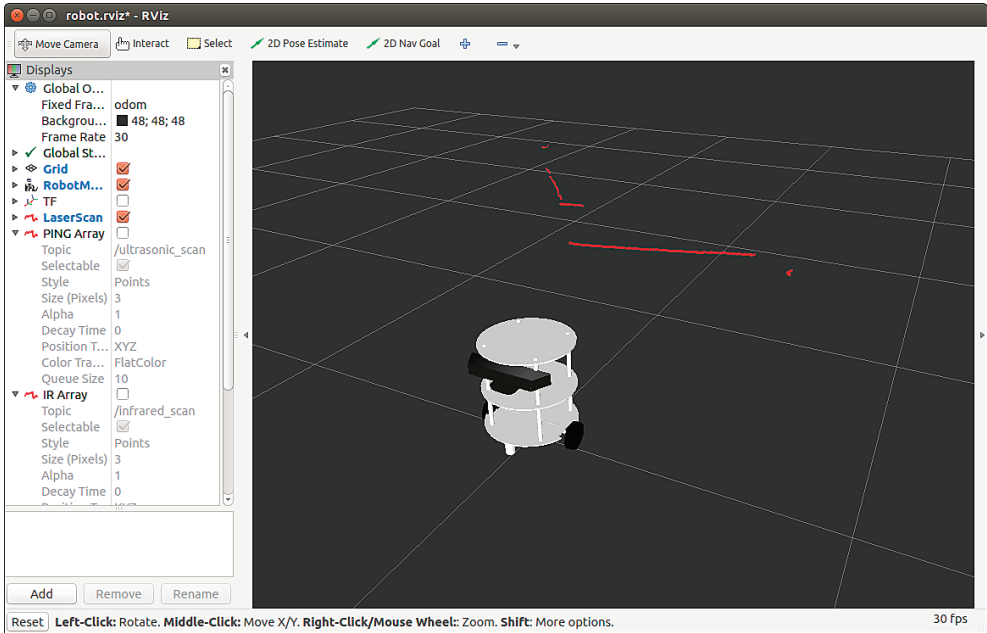 robot.rviz* - RViz
Move Camera Interact Select 2D Pose Estimate 2D Nav Goal
Displays
Global O...
Fixed Fra... odom
Backgrou... 48; 48; 48
Frame Rate 30
Global St...
Grid
RobotM...
TF
LaserScan
PING Array
Topic /ultrasonic_scan
Selectable
Style Points
Size (Pixels) 3
Alpha 1
Decay Time 0
Position T... XYZ
Color Tra... FlatColor
Queue Size 10
IR Array
Topic /infrared_scan
Selectable
Style Points
Size (Pixels) 3
Alpha 1
Decay Time 0
Add Remove Rename
Reset Left-Click: Rotate. Middle-Click: Move X/Y. Right-Click/Mouse Wheel:: Zoom. Shift: More options. 30 fps